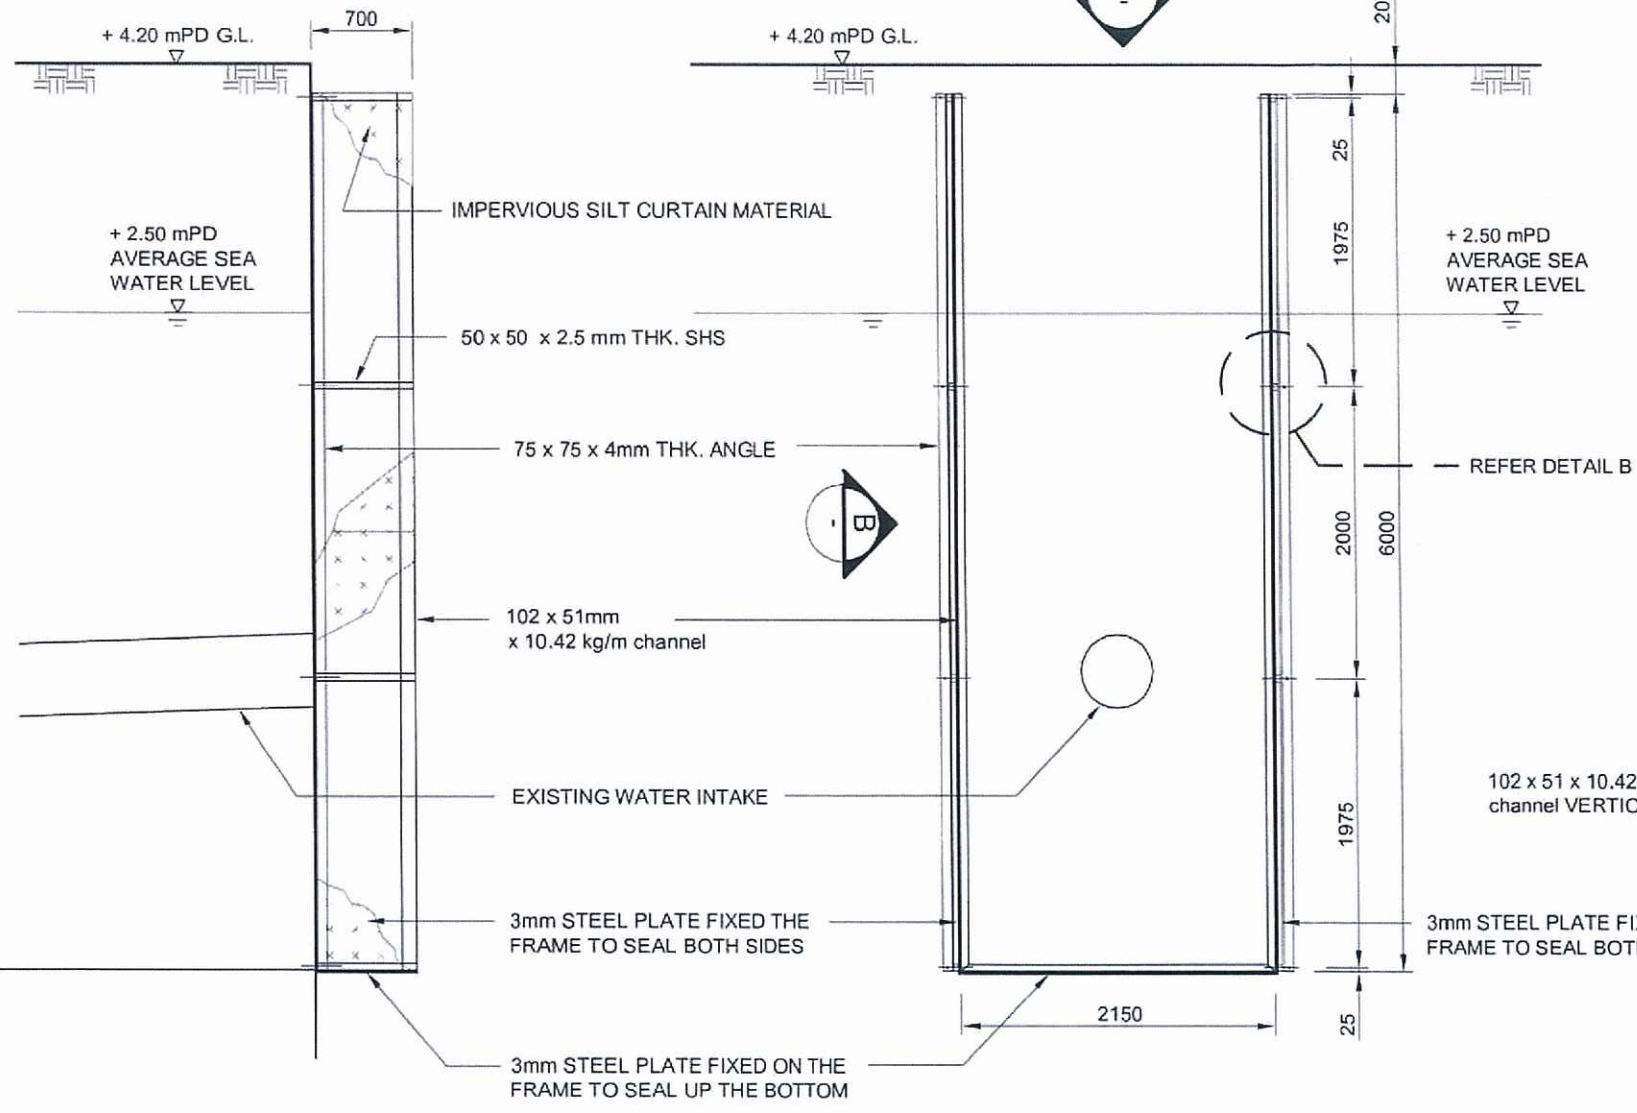 700
+ 4.20 mPD G.L.
+ 4.20 mPD G.L.
20
25
IMPERVIOUS SILT CURTAIN MATERIAL
1975
+ 2.50 mPD
AVERAGE SEA
WATER LEVEL
+ 2.50 mPD
AVERAGE SEA
WATER LEVEL
50 x 50 x 2.5 mm THK. SHS
75 x 75 x 4mm THK. ANGLE
REFER DETAIL B
B
2000
6000
102 x 51mm
x 10.42 kg/m channel
EXISTING WATER INTAKE
102 x 51 x 10.42
channel
1975
3mm STEEL PLATE FIXED THE
FRAME TO SEAL BOTH SIDES
3mm STEEL PLATE
FRAME TO SEAL
2150
25
3mm STEEL PLATE FIXED ON THE
FRAME TO SEAL UP THE BOTTOM